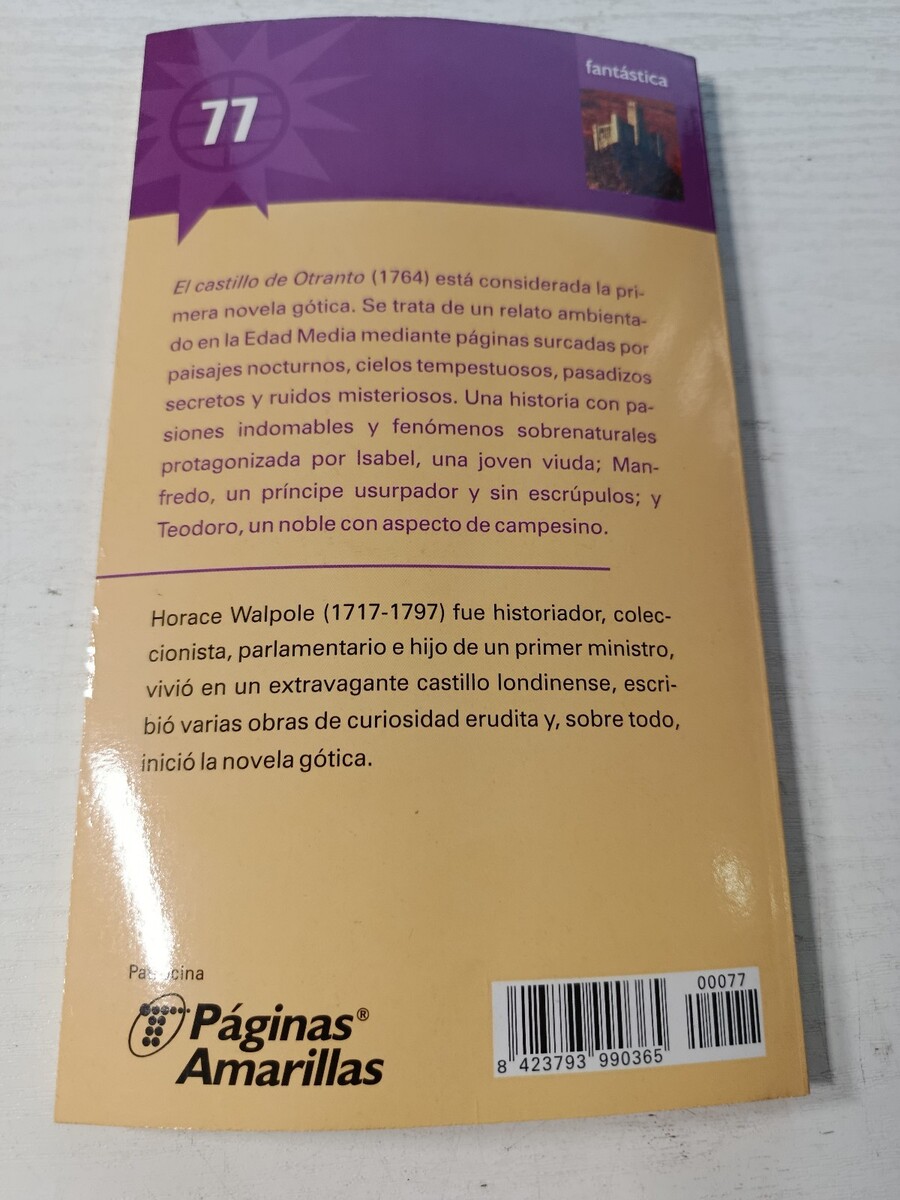 77
fantástica
El castillo de Otranto (1764) está considerada la pri-
mera novela gótica. Se trata de un relato ambienta-
do en la Edad Media mediante páginas surcadas por
paisajes nocturnos, cielos tempestuosos, pasadizos
secretos y ruidos misteriosos. Una historia con pa-
siones indomables y fenómenos sobrenaturales
protagonizada por Isabel, una joven viuda; Man-
fredo, un príncipe usurpador y sin escrúpulos; y
Teodoro, un noble con aspecto de campesino.
Horace Walpole (1717-1797) fue historiador, colec-
cionista, parlamentario e hijo de un primer ministro,
vivió en un extravagante castillo londinense, escri-
bió varias obras de curiosidad erudita y, sobre todo,
inició la novela gótica.
Patrocina
Páginas®
Amarillas
00077
8 423793 990365